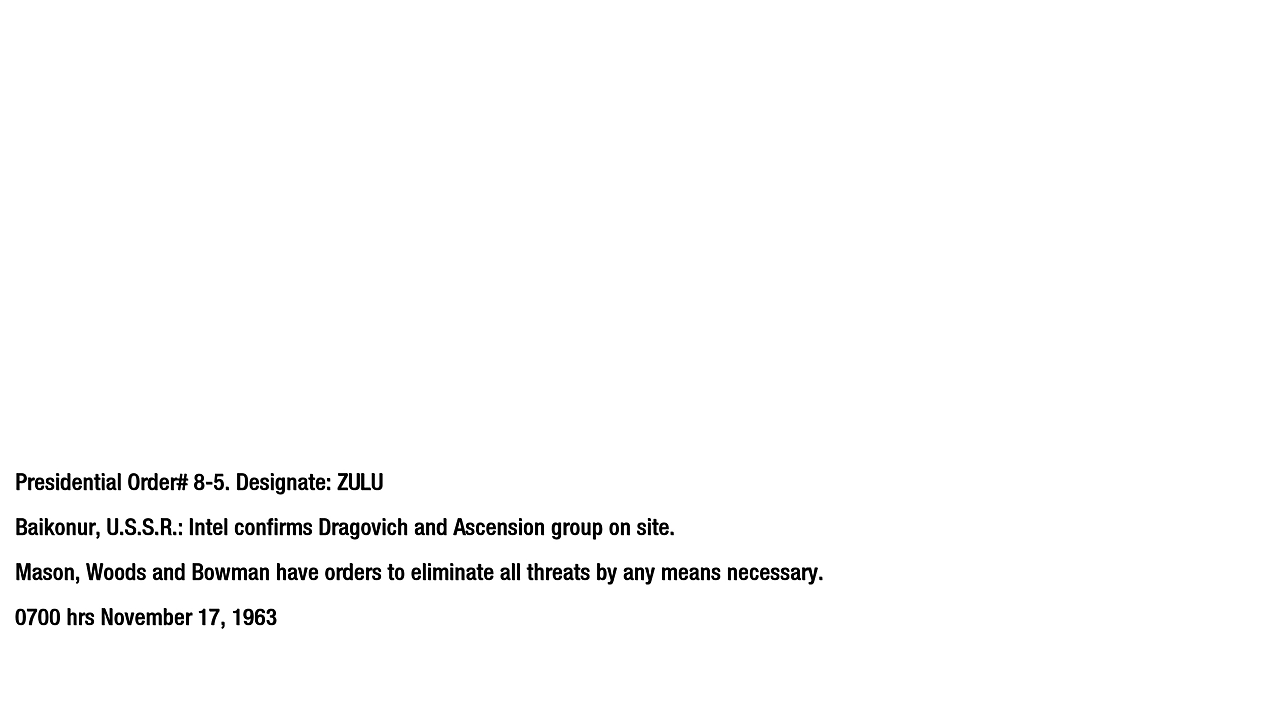 Presidential Order# 8-5. Designate: ZULU
Baikonur, U.S.S.R.: Intel confirms Dragovich and Ascension group on site.
Mason, Woods and Bowman have orders to eliminate all threats by any means necessary.
0700 hrs November 17, 1963